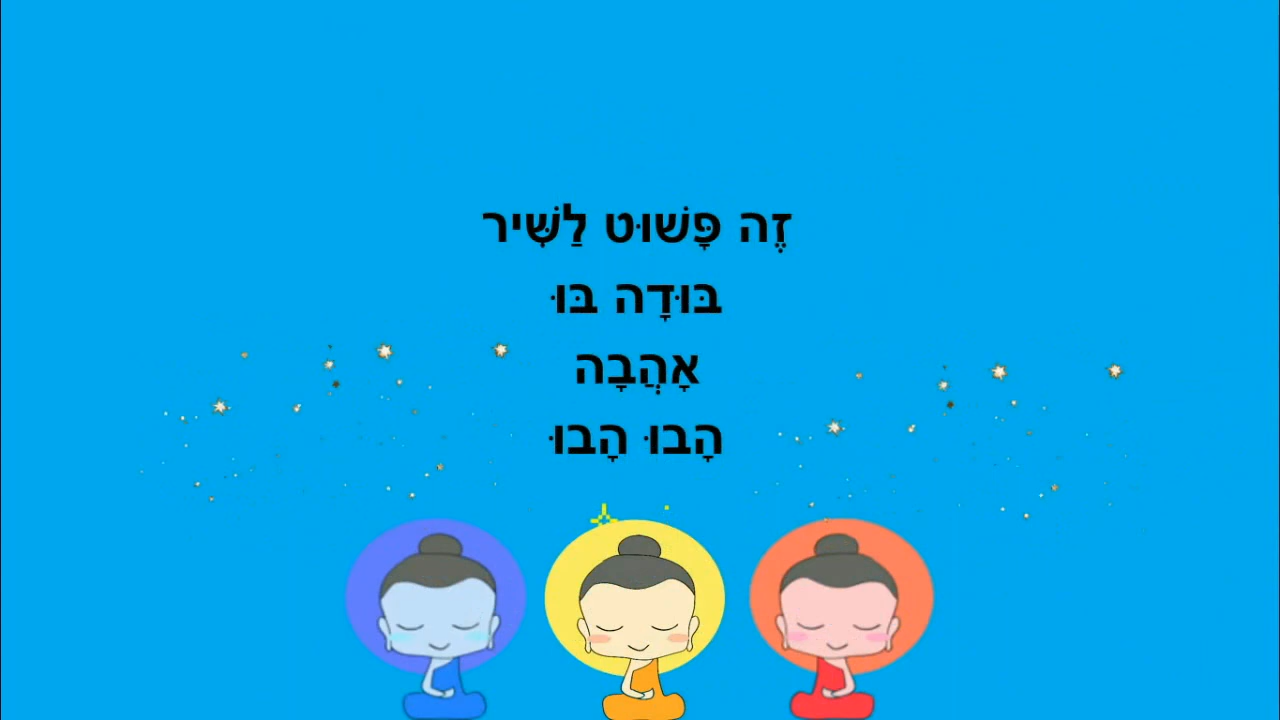 זֶה פָּשׁוּט לַשִּׁיר
בּוּדָה בּוּ
אָהֲבָה
הָבוּ הָבוּ